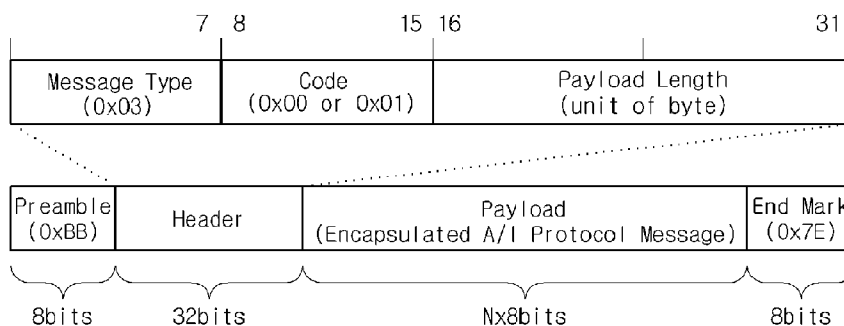 7 8 15 16 31
Message Type Code Payload Length
(0x03) (0x00 or 0x01) (unit of byte)
Preamble Header Payload End Mark
(0xBB) (Encapsulated A/I Protocol Message) (0x7E)
8bits 32bits Nx8bits 8bits